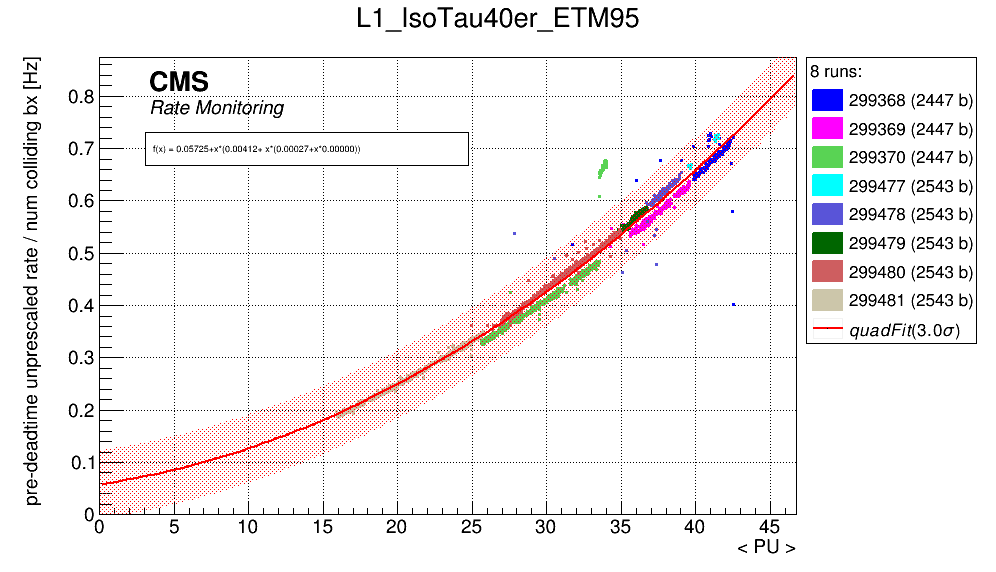 L1_IsoTau40er_ETM95
pre-deadtime unprescaled rate / num colliding bx [Hz]
CMS
Rate Monitoring
f(x) = 0.05725+x*(0.00412+ x*(0.00027+x*0.00000))
0.8
0.7
0.6
0.5
0.4
0.3
0.2
0.1
0
0 5 10 15 20 25 30 35 40 45
< PU >
8 runs:
299368 (2447 b)
299369 (2447 b)
299370 (2447 b)
299477 (2543 b)
299478 (2543 b)
299479 (2543 b)
299480 (2543 b)
299481 (2543 b)
quadFit(3.0σ)